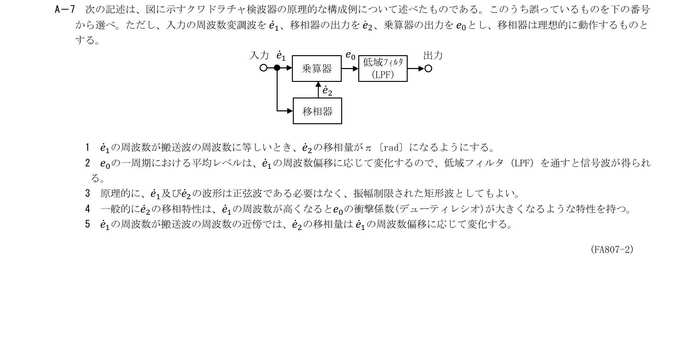 A－7 次の記述は、図に示すクワドラチャ検波器の原理的な構成例について述べたものである。このうち誤っているものを下の番号
から選べ。ただし、入力の周波数変調波を ė₁、移相器の出力を ė₂、乗算器の出力を e₀ とし、移相器は理想的に動作するものと
する。
入力 ė₁ e₀ 出力
乗算器 低域フィルタ
(LPF)
ė₂
移相器
1 ė₁の周波数が搬送波の周波数に等しいとき、ė₂の移相量がπ〔rad〕になるようにする。
2 e₀の一周期における平均レベルは、ė₁の周波数偏移に応じて変化するので、低域フィルタ (LPF) を通すと信号波が得られ
る。
3 原理的に、ė₁及びė₂の波形は正弦波である必要はなく、振幅制限された矩形波としてもよい。
4 一般的にė₂の移相特性は、ė₁の周波数が高くなるとe₀の衝撃係数(デューティレシオ)が大きくなるような特性を持つ。
5 ė₁の周波数が搬送波の周波数の近傍では、ė₂の移相量は ė₁の周波数偏移に応じて変化する。
(FA807-2)